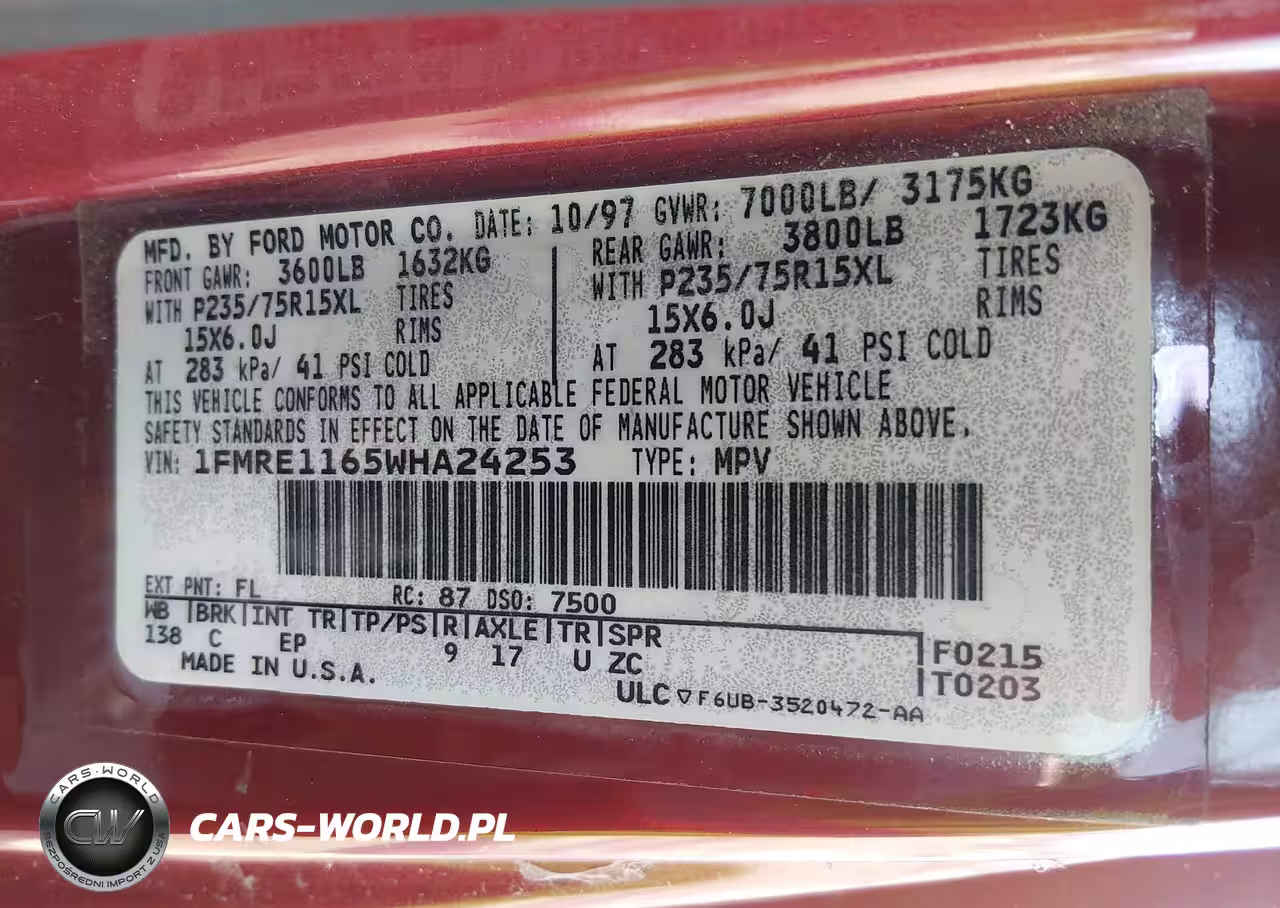 MFD. BY FORD MOTOR CO. DATE: 10/97 GVWR: 7000LB/ 3175KG
FRONT GAWR: 3600LB 1632KG
WITH P235/75R15XL TIRES
15X6.0J RIMS
AT 283 kPa/ 41 PSI COLD
REAR GAWR: 3800LB 1723KG
WITH P235/75R15XL TIRES
15X6.0J RIMS
AT 283 kPa/ 41 PSI COLD
THIS VEHICLE CONFORMS TO ALL APPLICABLE FEDERAL MOTOR VEHICLE
SAFETY STANDARDS IN EFFECT ON THE DATE OF MANUFACTURE SHOWN ABOVE.
VIN: 1FMRE1165WHA24253 TYPE: MPV
EXT PNT: FL RC: 87 DSO: 7500
WB |BRK|INT TR|TP/PS|R|AXLE|TR|SPR
138 C EP 9 17 U ZC
F0215
T0203
MADE IN U.S.A.
ULC ▽F6UB-3520472-AA
CARS-WORLD
CW
BEZPOŚREDNI IMPORT Z USA
CARS-WORLD.PL